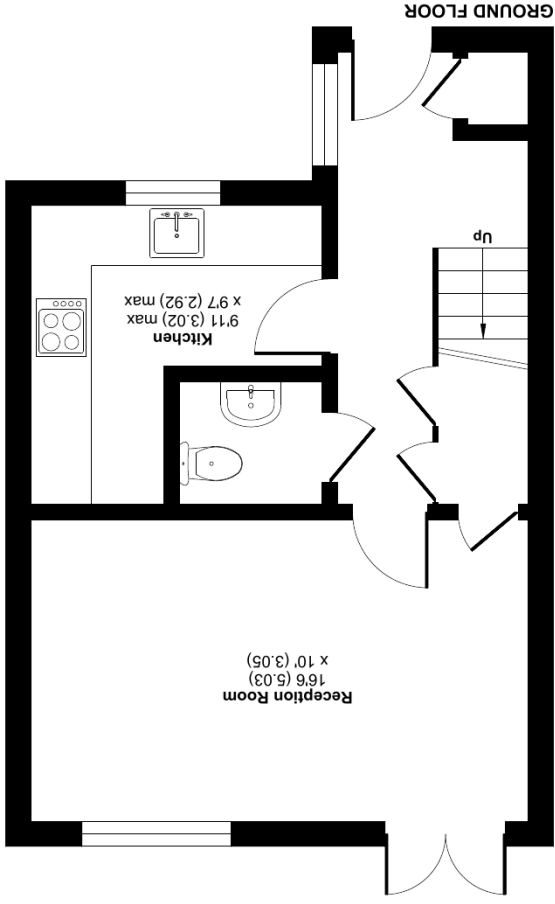 Reception Room
16'6 (5.03)
x 10' (3.05)
Kitchen
9'11 (3.02) max
x 9'7 (2.92) max
Up
GROUND FLOOR